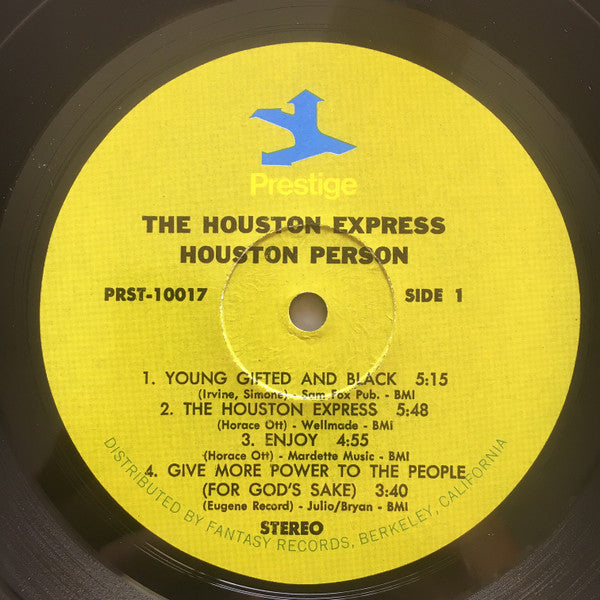 Prestige
THE HOUSTON EXPRESS
HOUSTON PERSON
PRST-10017 SIDE 1
1. YOUNG GIFTED AND BLACK 5:15
(Irvine, Simone) - Sam Fox Pub. - BMI
2. THE HOUSTON EXPRESS 5:48
(Horace Ott) - Wellmade - BMi
3. ENJOY 4:55
(Horace Ott) - Mardette Music - BMI
4. GIVE MORE POWER TO THE PEOPLE
(FOR GOD'S SAKE) 3:40
(Eugene Record) - Julio/Bryan - BMI
STEREO
DISTRIBUTED BY FANTASY RECORDS, BERKELEY, CALIFORNIA